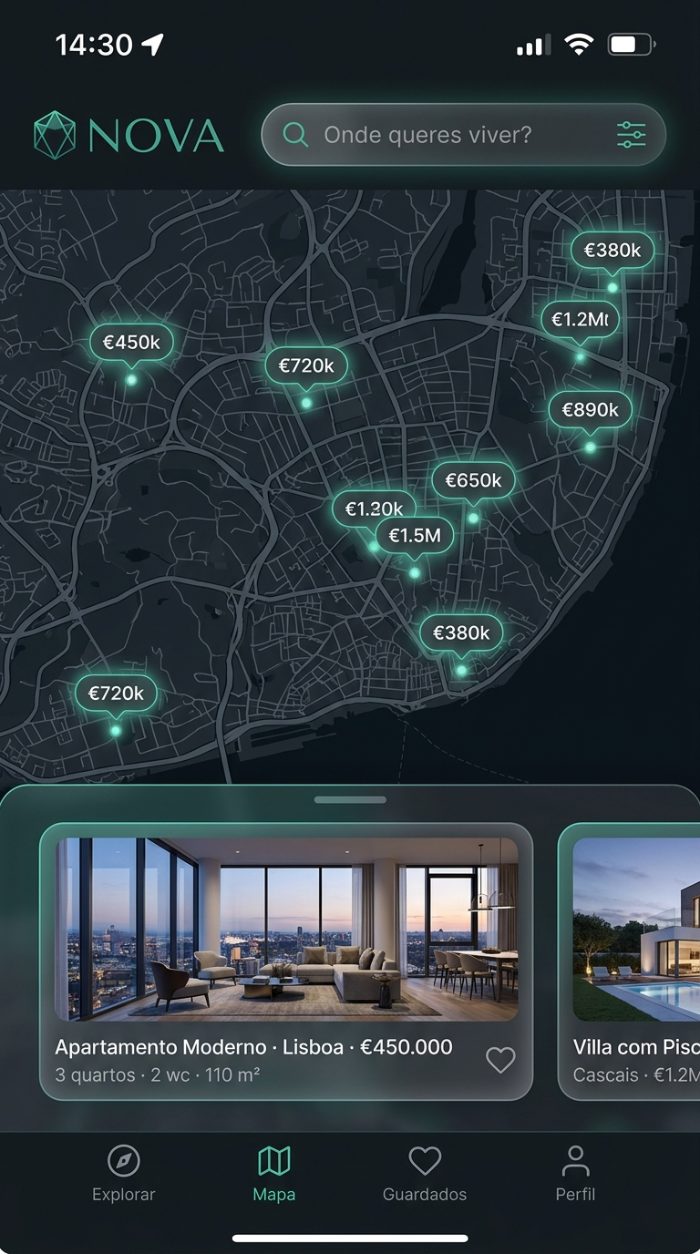 14:30
NOVA
Onde queres viver?
€380k
€1.2Mt
€450k
€720k
€890k
€650k
€1.20k
€1.5M
€380k
€720k
Apartamento Moderno · Lisboa · €450.000
3 quartos · 2 wc · 110 m²
Villa com Pisc
Cascais · €1.2M
Explorar
Mapa
Guardados
Perfil